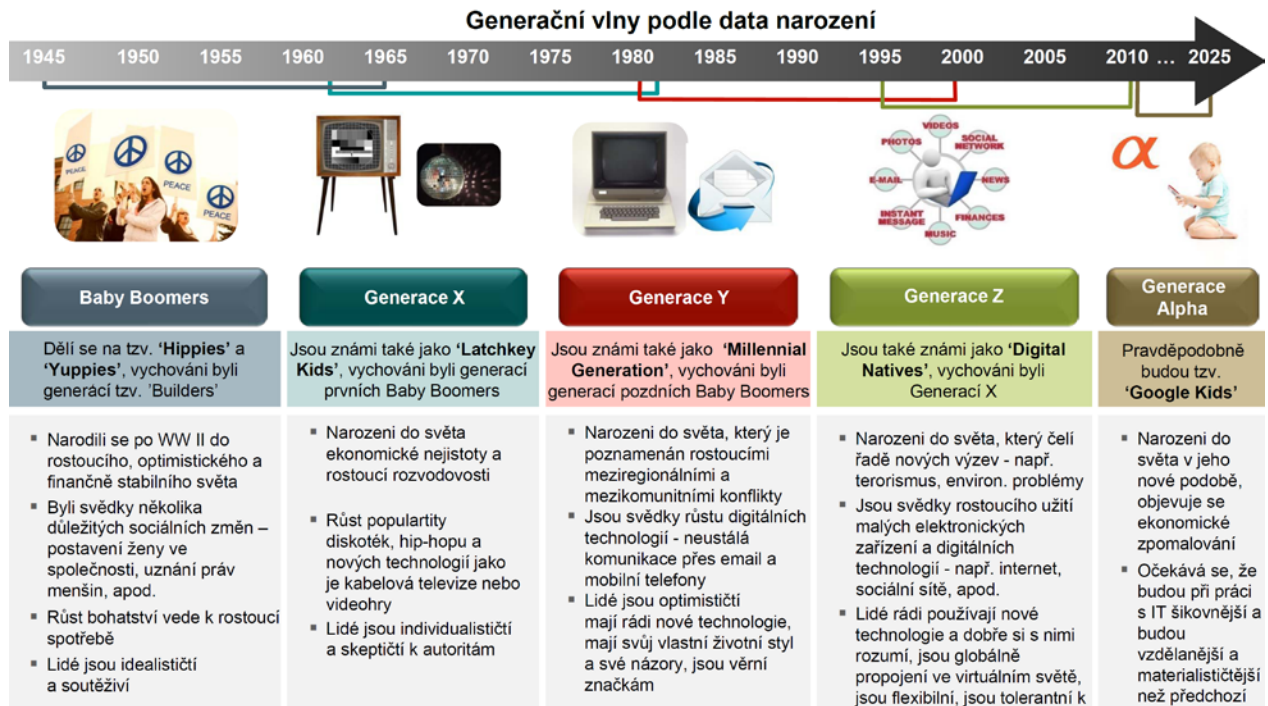 Generační vlny podle data narození
1945 1950 1955 1960 1965 1970 1975 1980 1985 1990 1995 2000 2005 2010 ... 2025
PEACE
PEACE
PEACE
PEACE
VIDEOS
PHOTOS
SOCIAL
NETWORK
E-MAIL
NEWS
INSTANT
MESSAGE
FINANCES
MUSIC
α
Baby Boomers
Dělí se na tzv. ‘Hippies’ a
‘Yuppies’, vychováni byli
generací tzv. ’Builders’
▪ Narodili se po WW II do
rostoucího, optimistického a
finančně stabilního světa
▪ Byli svědky několika
důležitých sociálních změn –
postavení ženy ve
společnosti, uznání práv
menšin, apod.
▪ Růst bohatství vede k rostoucí
spotřebě
▪ Lidé jsou idealističtí
a soutěživí
Generace X
Jsou známi také jako ‘Latchkey
Kids’, vychováni byli generací
prvních Baby Boomers
▪ Narozeni do světa
ekonomické nejistoty a
rostoucí rozvodovosti
▪ Růst populartity
diskoték, hip-hopu a
nových technologií jako
je kabelová televize nebo
videohry
▪ Lidé jsou individualističtí
a skeptičtí k autoritám
Generace Y
Jsou známi také jako ‘Millennial
Generation’, vychováni byli
generací pozdních Baby Boomers
▪ Narozeni do světa, který je
poznamenán rostoucími
meziregionálními a
mezikomunitními konflikty
▪ Jsou svědky růstu digitálních
technologií - neustálá
komunikace přes email a
mobilní telefony
▪ Lidé jsou optimističtí
mají rádi nové technologie,
mají svůj vlastní životní styl
a své názory, jsou věrní
značkám
Generace Z
Jsou také známi jako ‘Digital
Natives’, vychováni byli
Generací X
▪ Narozeni do světa, který čelí
řadě nových výzev - např.
terorismus, environ. problémy
▪ Jsou svědky rostoucího užití
malých elektronických
zařízení a digitálních
technologií - např. internet,
sociální sítě, apod.
▪ Lidé rádi používají nové
technologie a dobře si s nimi
rozumí, jsou globálně
propojení ve virtuálním světě,
jsou flexibilní, jsou tolerantní k
Generace
Alpha
Pravděpodobně
budou tzv.
‘Google Kids’
▪ Narozeni do
světa v jeho
nové podobě,
objevuje se
ekonomické
zpomalování
▪ Očekává se, že
budou při práci
s IT šikovnější a
budou
vzdělanější a
materialističtější
než předchozí